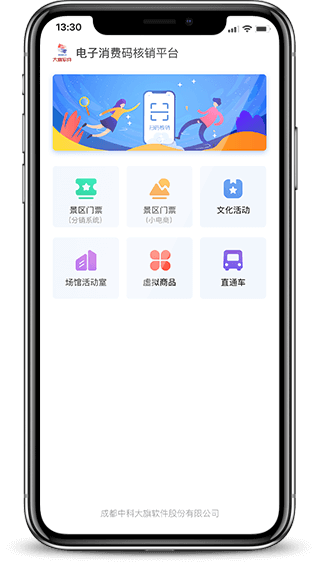 13:30
大旗软件
电子消费码核销平台
扫码核销
景区门票
(分销系统)
景区门票
(小电商)
文化活动
场馆活动室
虚拟商品
直通车
成都中科大旗软件股份有限公司